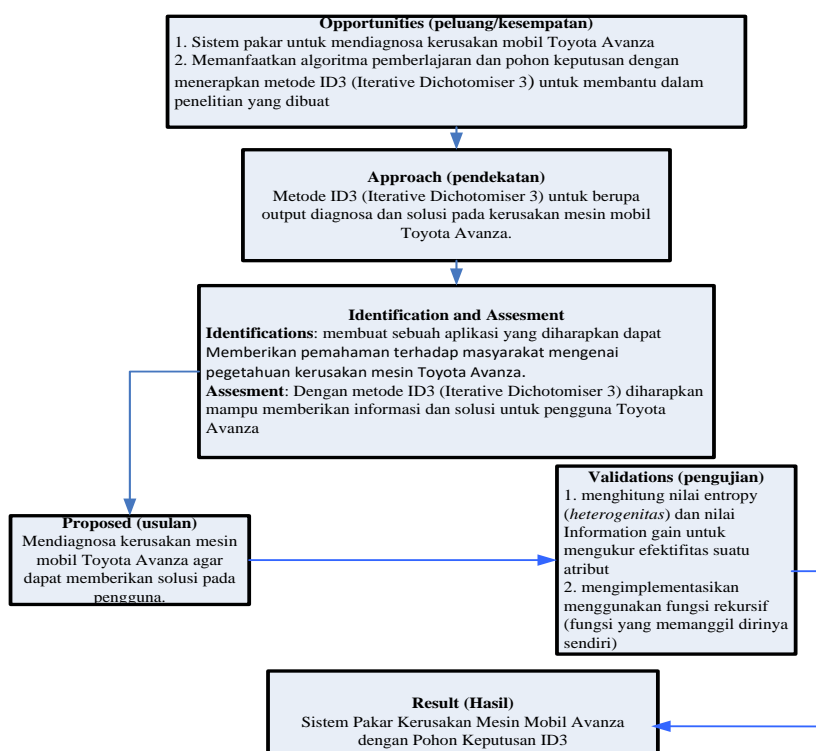 Opportunities (peluang/kesempatan)
1. Sistem pakar untuk mendiagnosa kerusakan mobil Toyota Avanza
2. Memanfaatkan algoritma pemberlajaran dan pohon keputusan dengan
menerapkan metode ID3 (Iterative Dichotomiser 3) untuk membantu dalam
penelitian yang dibuat
Approach (pendekatan)
Metode ID3 (Iterative Dichotomiser 3) untuk berupa
output diagnosa dan solusi pada kerusakan mesin mobil
Toyota Avanza.
Identification and Assesment
Identifications: membuat sebuah aplikasi yang diharapkan dapat
Memberikan pemahaman terhadap masyarakat mengenai
pegetahuan kerusakan mesin Toyota Avanza.
Assesment: Dengan metode ID3 (Iterative Dichotomiser 3) diharapkan
mampu memberikan informasi dan solusi untuk pengguna Toyota
Avanza
Proposed (usulan)
Mendiagnosa kerusakan mesin
mobil Toyota Avanza agar
dapat memberikan solusi pada
pengguna.
Validations (pengujian)
1. menghitung nilai entropy
(heterogenitas) dan nilai
Information gain untuk
mengukur efektifitas suatu
atribut
2. mengimplementasikan
menggunakan fungsi rekursif
(fungsi yang memanggil dirinya
sendiri)
Result (Hasil)
Sistem Pakar Kerusakan Mesin Mobil Avanza
dengan Pohon Keputusan ID3